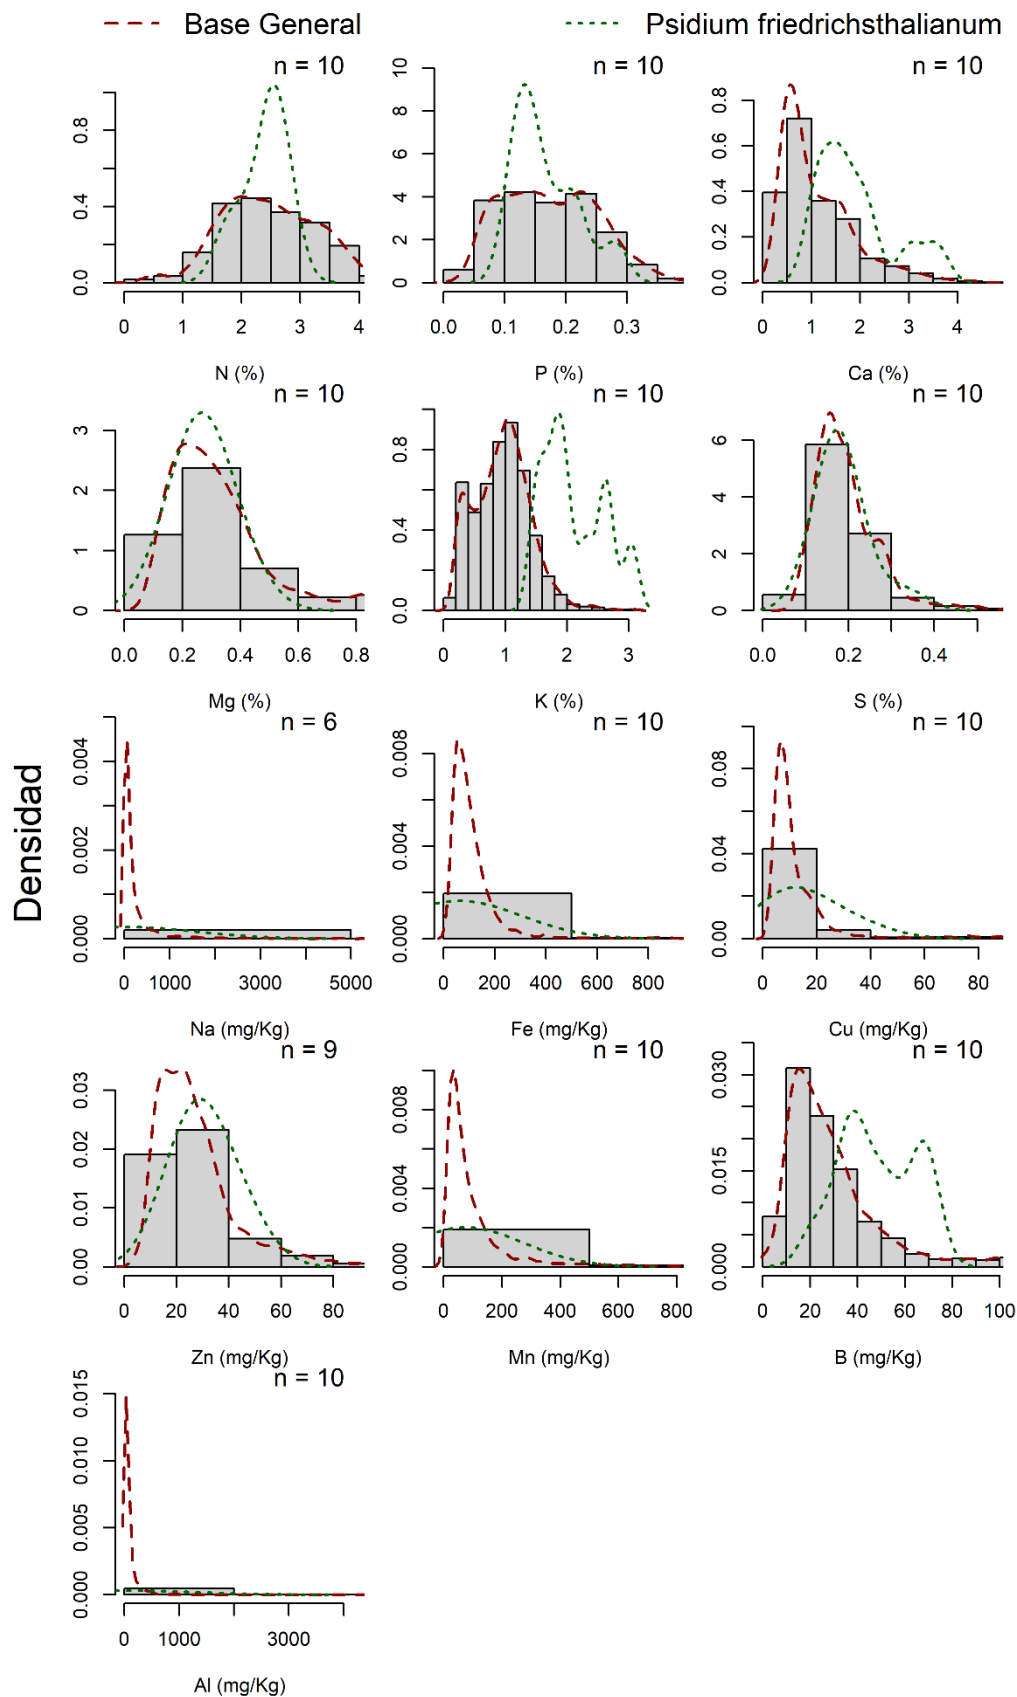 Base General
Psidium friedrichsthalianum
Densidad
n = 10
0.0 0.4 0.8
0 1 2 3 4
N (%)
n = 10
0 2 4 6 8 10
0.0 0.1 0.2 0.3
P (%)
n = 10
0.0 0.2 0.4 0.6 0.8
0 1 2 3 4
Ca (%)
n = 10
0 1 2 3
0.0 0.2 0.4 0.6 0.8
Mg (%)
n = 10
0.0 0.4 0.8
0 1 2 3
K (%)
n = 10
0 2 4 6
0.0 0.2 0.4
S (%)
n = 6
0.000 0.002 0.004
0 1000 3000 5000
Na (mg/Kg)
n = 10
0.000 0.004 0.008
0 200 400 600 800
Fe (mg/Kg)
n = 10
0.00 0.04 0.08
0 20 40 60 80
Cu (mg/Kg)
n = 9
0.00 0.01 0.02 0.03
0 20 40 60 80
Zn (mg/Kg)
n = 10
0.000 0.004 0.008
0 200 400 600 800
Mn (mg/Kg)
n = 10
0.000 0.015 0.030
0 20 40 60 80 100
B (mg/Kg)
n = 10
0.000 0.005 0.010 0.015
0 1000 3000
Al (mg/Kg)